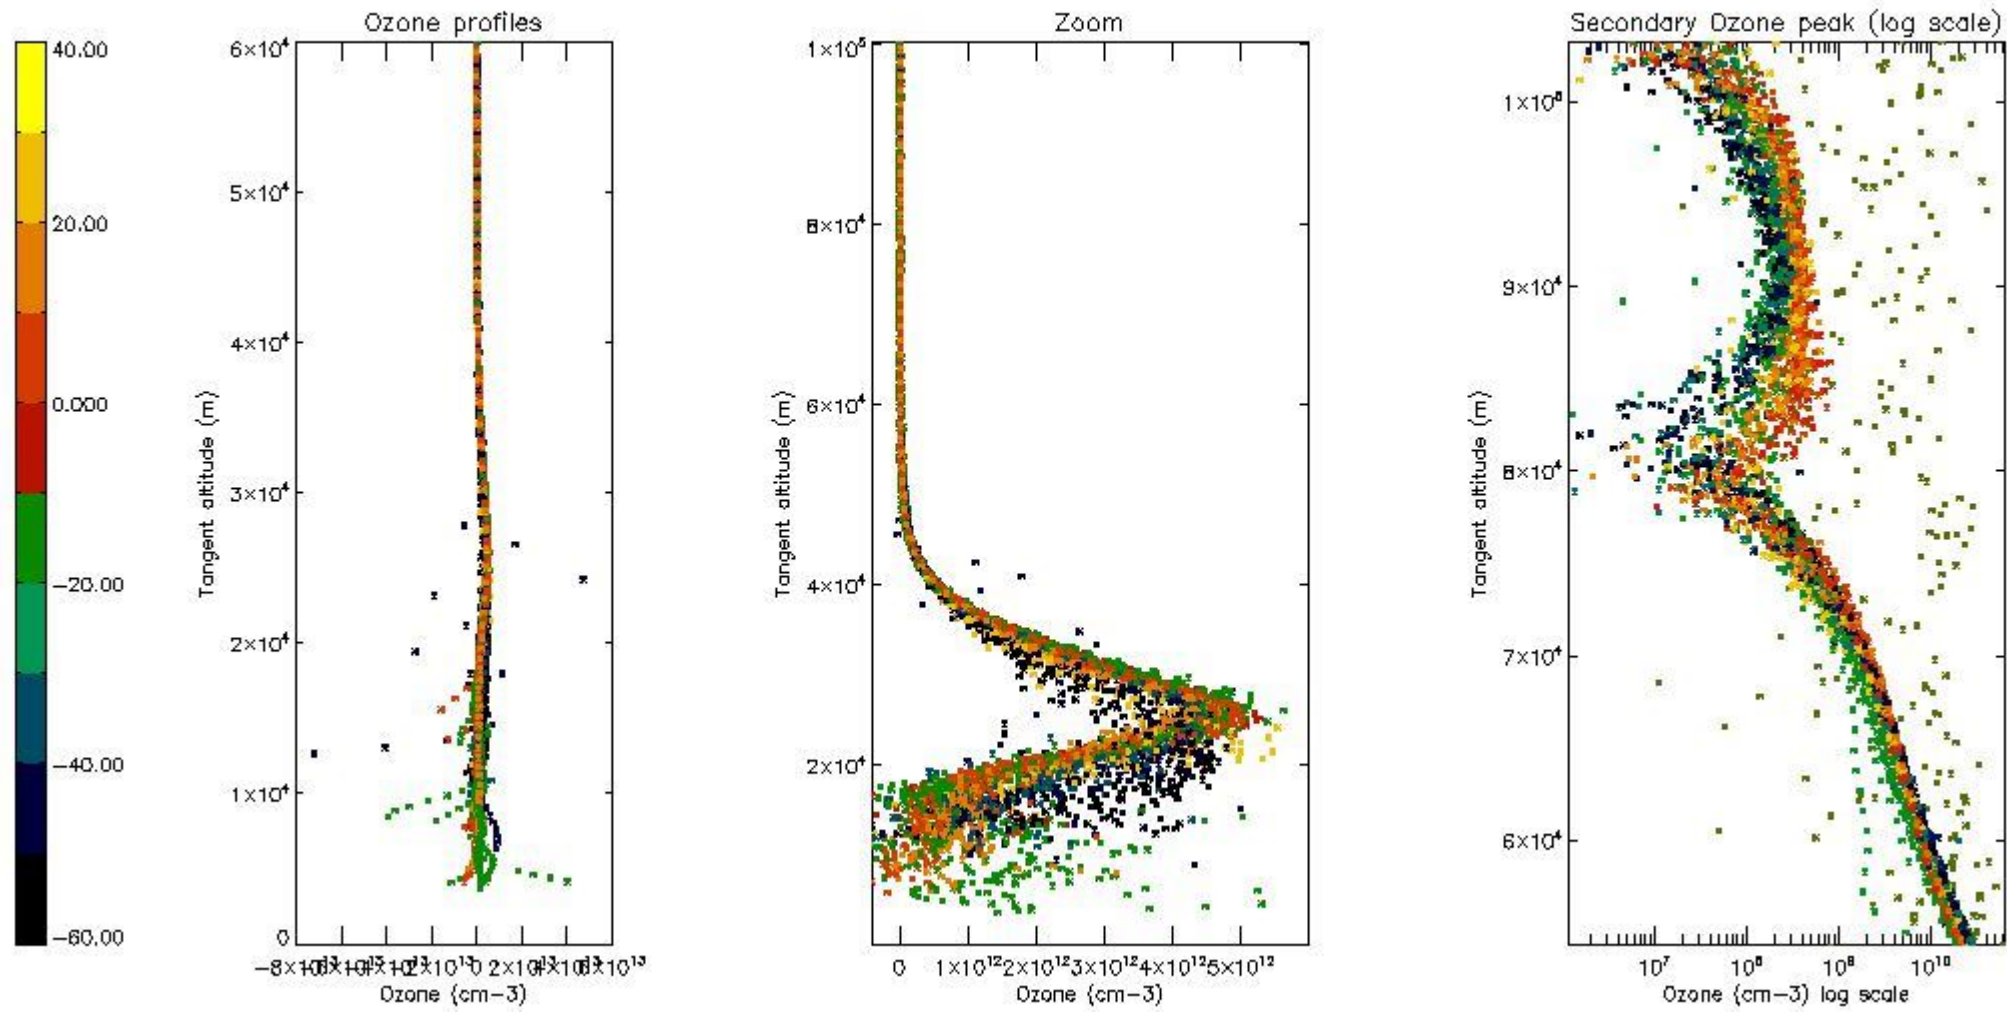 Ozone profiles
Zoom
Secondary Ozone peak (log scale)
40.00
20.00
0.000
−20.00
−40.00
−60.00
6×10⁴
5×10⁴
4×10⁴
3×10⁴
2×10⁴
1×10⁴
0
Tangent altitude (m)
0 2×10¹³
Ozone (cm−3)
1×10⁵
8×10⁴
6×10⁴
4×10⁴
2×10⁴
Tangent altitude (m)
0 1×10¹² 2×10¹² 3×10¹² 4×10¹² 5×10¹²
Ozone (cm−3)
1×10⁵
9×10⁴
8×10⁴
7×10⁴
6×10⁴
Tangent altitude (m)
10⁷ 10⁸ 10⁹ 10¹⁰
Ozone (cm−3) log scale